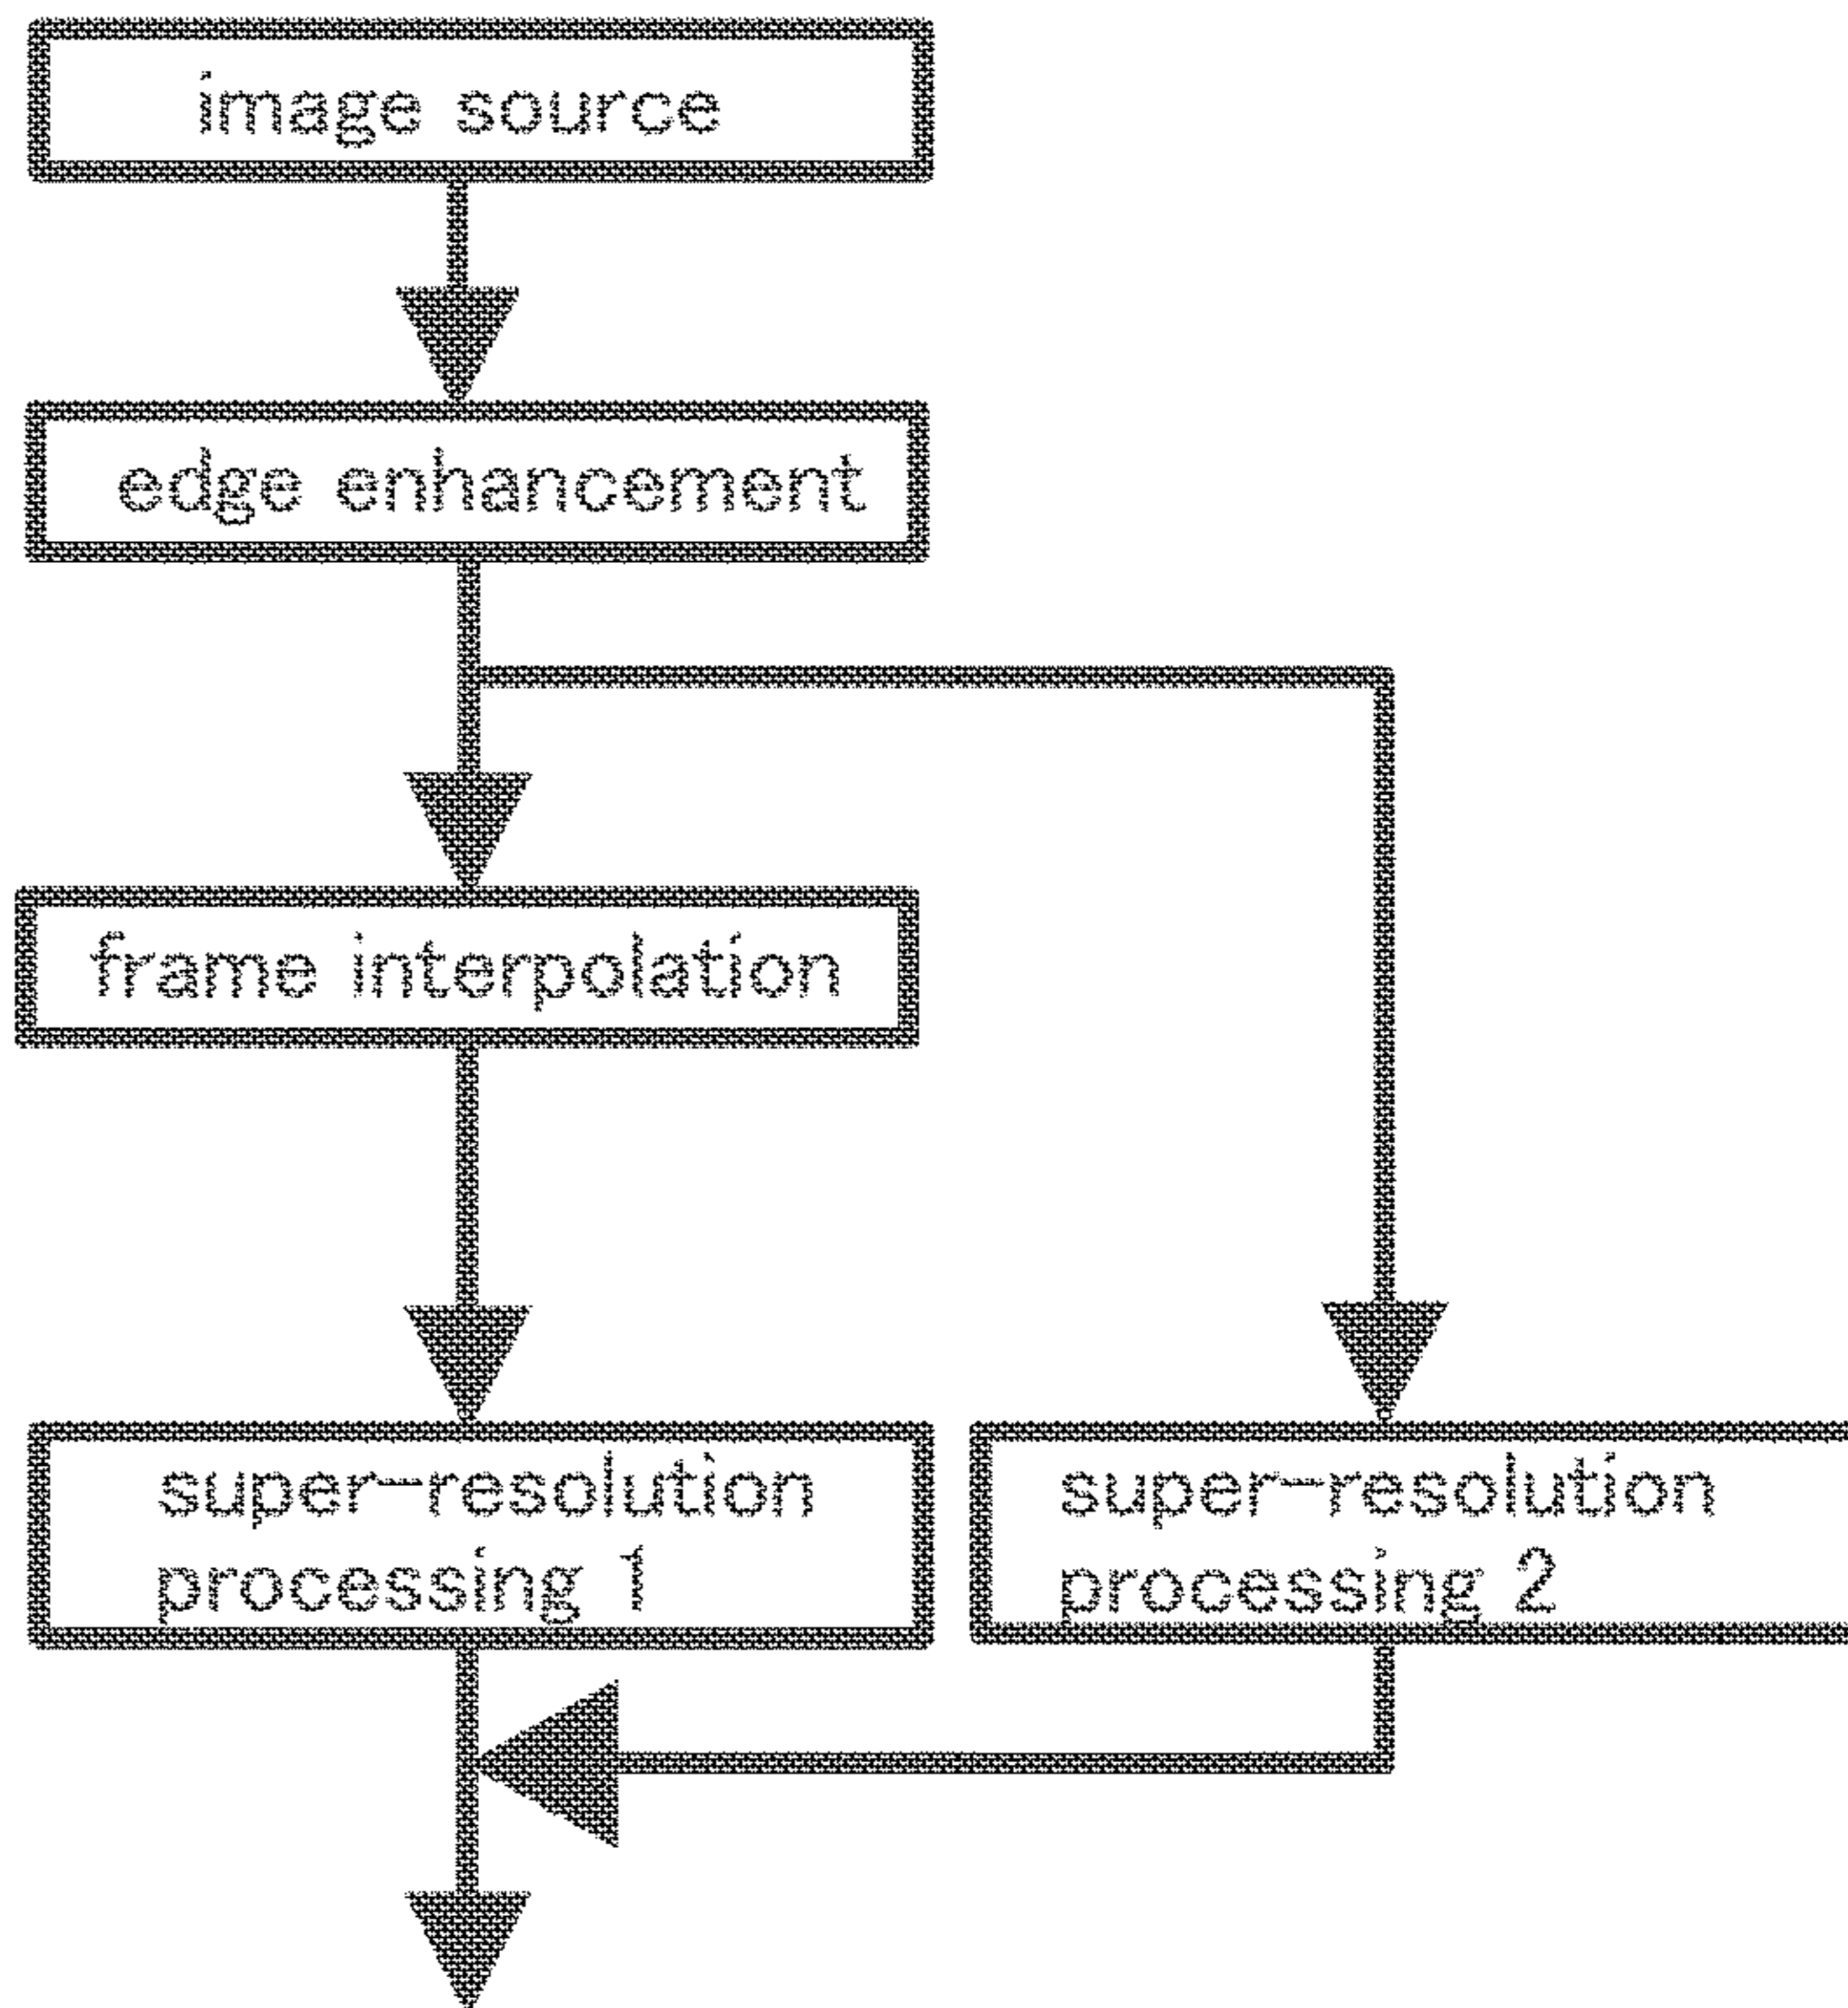 image source
edge enhancement
frame interpolation
super-resolution
processing 1
super-resolution
processing 2